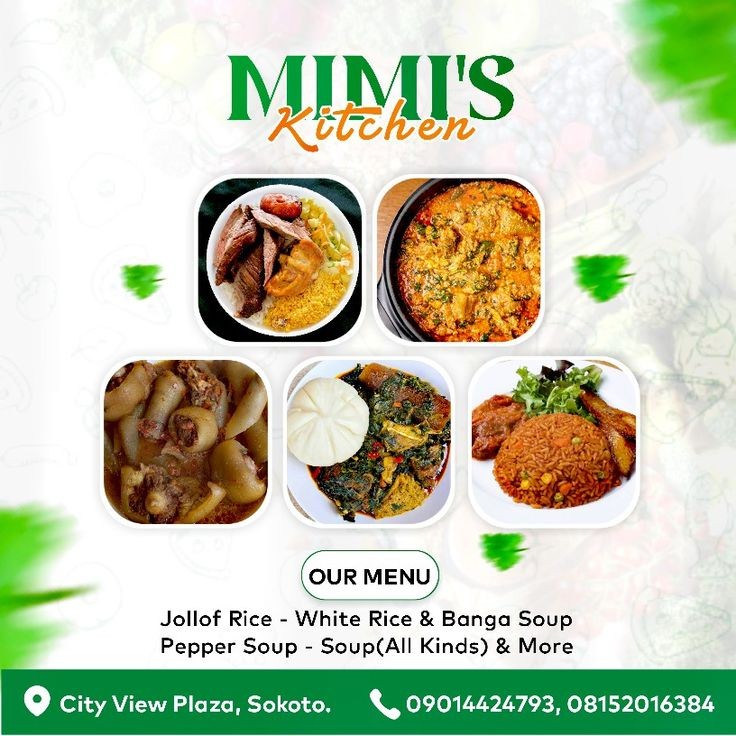 MIMI'S
Kitchen
OUR MENU
Jollof Rice - White Rice & Banga Soup
Pepper Soup - Soup(All Kinds) & More
City View Plaza, Sokoto.
09014424793, 08152016384